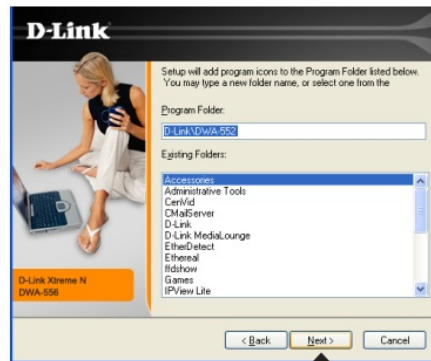 D-Link
Setup will add program icons to the Program Folder listed below.
You may type a new folder name, or select one from the
Program Folder:
D-Link\DWA-552
Existing Folders:
Accessories
Administrative Tools
CenVid
CMailServer
D-Link
D-Link MediaLounge
EtherDetect
Ethereal
ffdshow
Games
IPView Lite
D-Link Xtreme N
DWA-556
< Back
Next >
Cancel